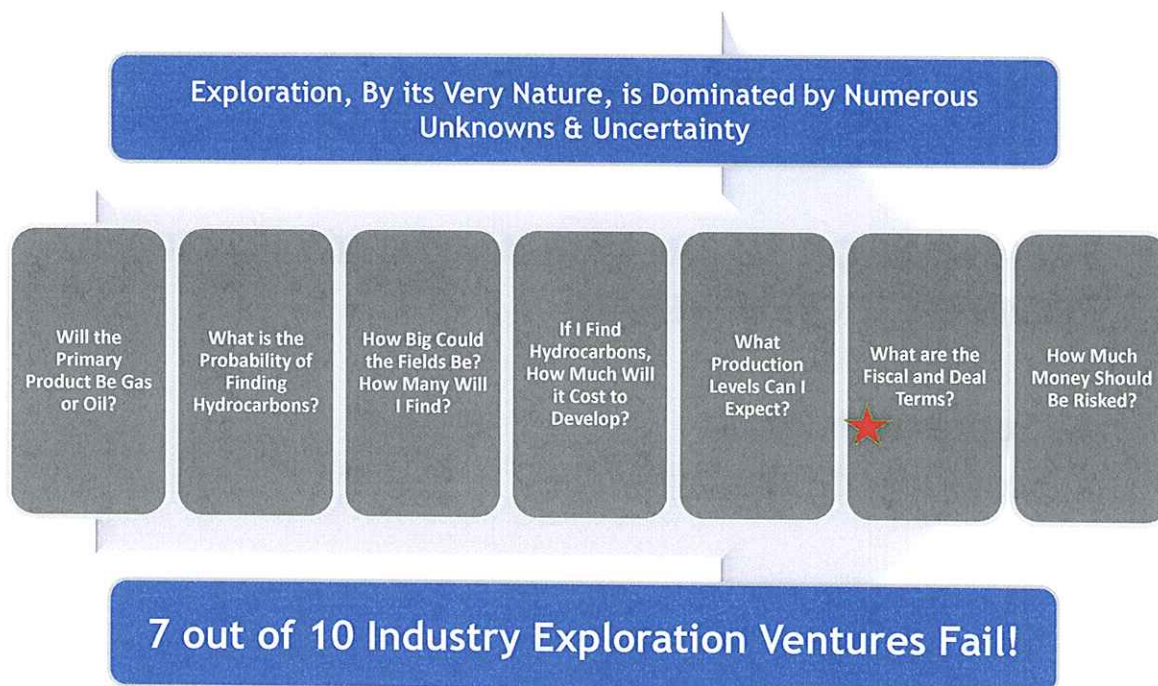 Exploration, By its Very Nature, is Dominated by Numerous
Unknowns & Uncertainty
Will the
Primary
Product Be Gas
or Oil?
What is the
Probability of
Finding
Hydrocarbons?
How Big Could
the Fields Be?
How Many Will
I Find?
If I Find
Hydrocarbons,
How Much Will
it Cost to
Develop?
What
Production
Levels Can I
Expect?
What are the
Fiscal and Deal
Terms?
How Much
Money Should
Be Risked?
7 out of 10 Industry Exploration Ventures Fail!